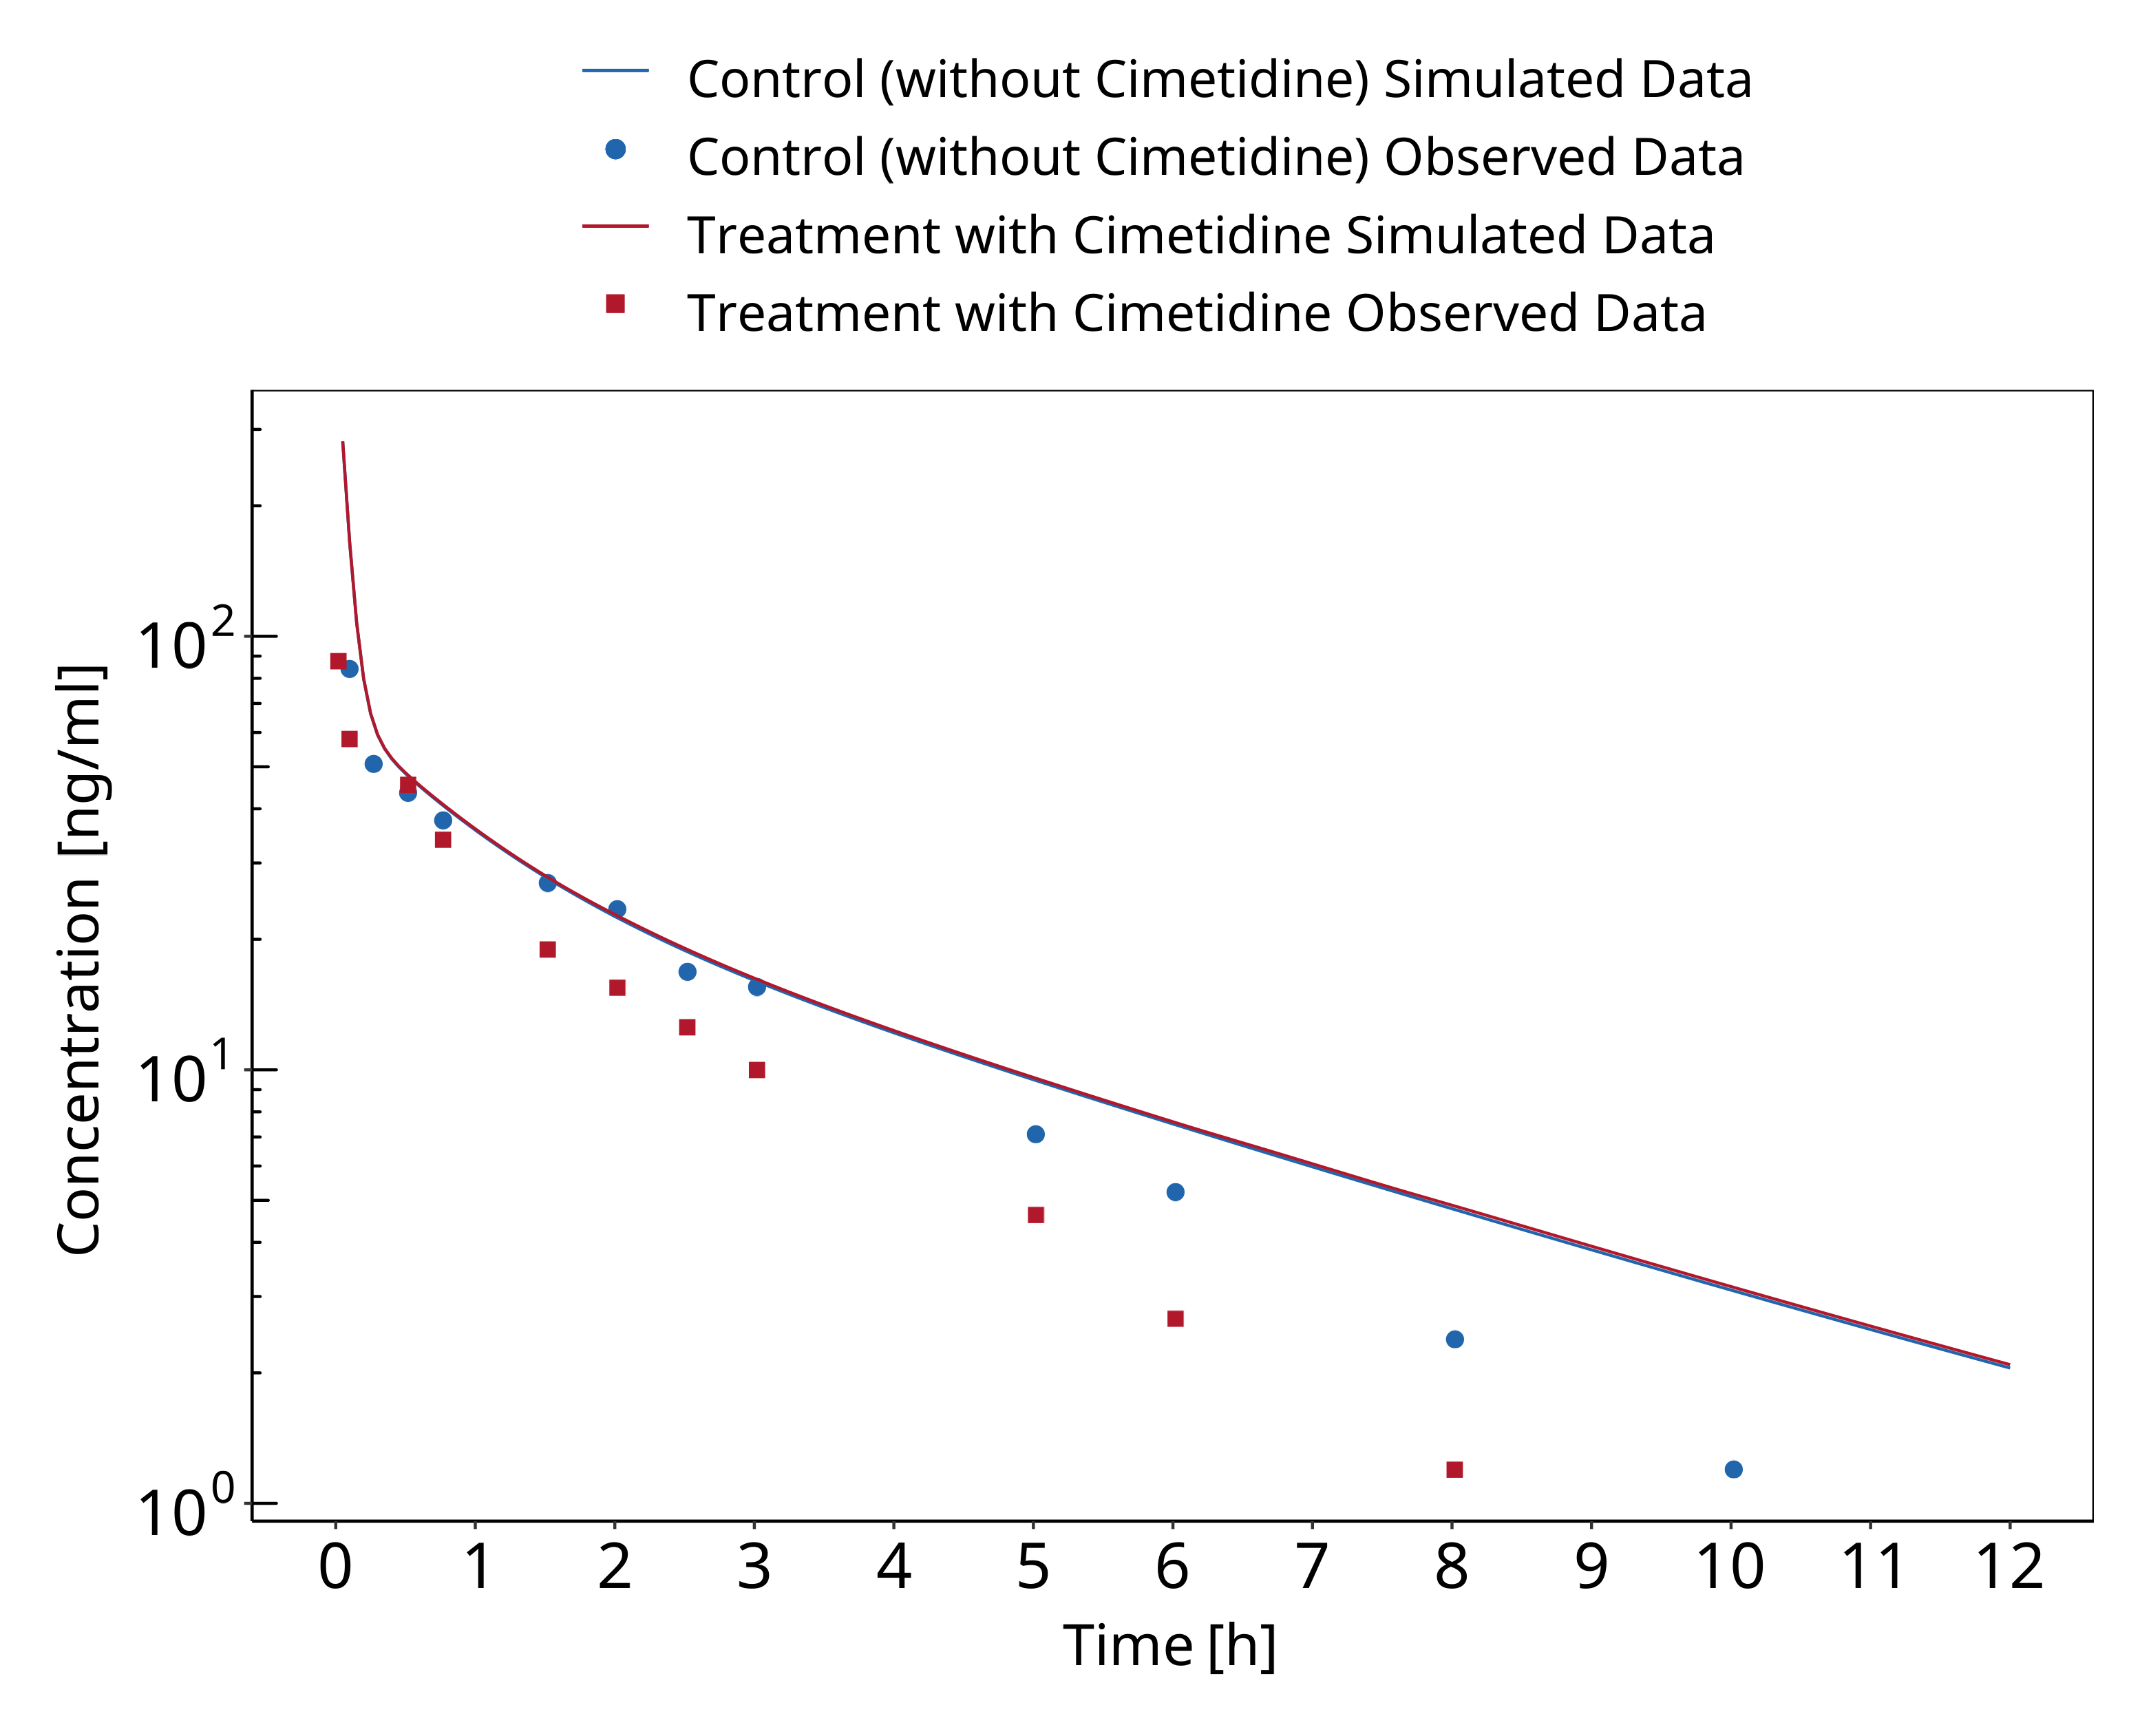 Control (without Cimetidine) Simulated Data
Control (without Cimetidine) Observed Data
Treatment with Cimetidine Simulated Data
Treatment with Cimetidine Observed Data
10²
10¹
10⁰
Concentration [ng/ml]
0 1 2 3 4 5 6 7 8 9 10 11 12
Time [h]